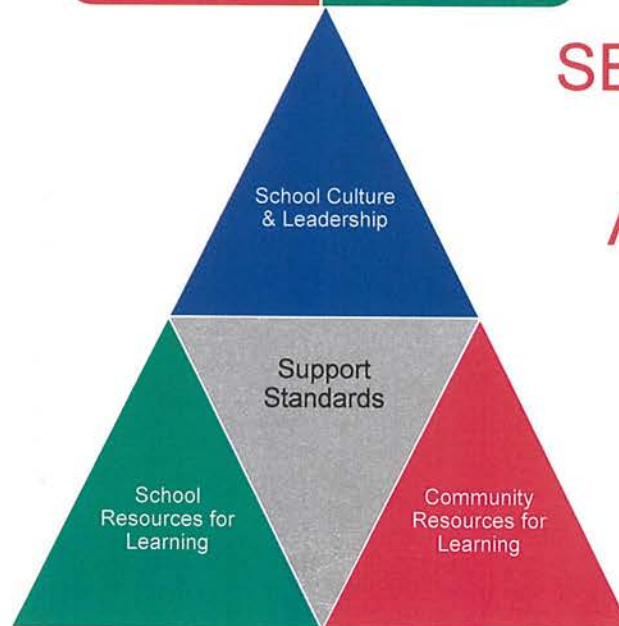 School Culture
& Leadership
Support
Standards
School
Resources for
Learning
Community
Resources for
Learning